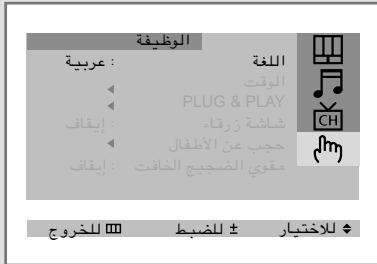 الوظيفة
اللغة : عربية
الوقت ◀
PLUG & PLAY ◀
شاشة زرقاء : إيقاف
حجب عن الأطفال ◀
مقوي الضجيج الخافت : إيقاف
CH
للاختيار ± للضبط للخروج